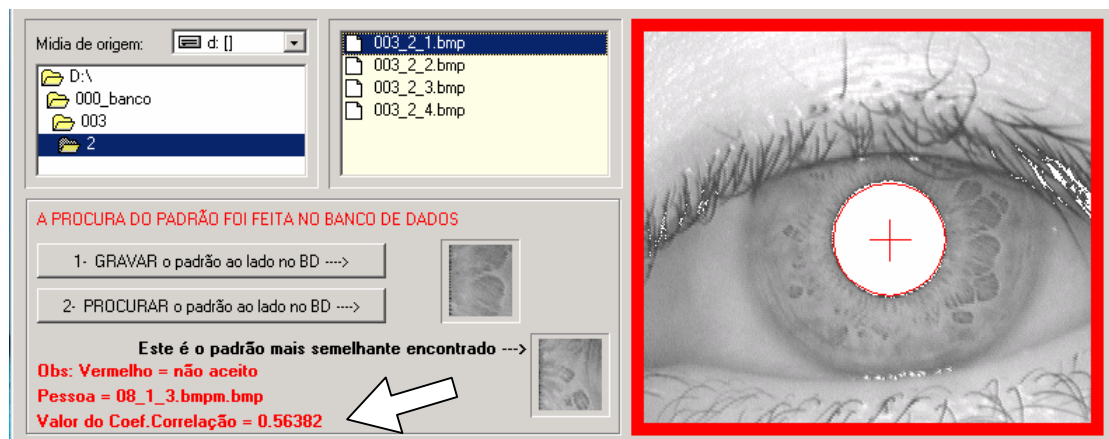 Midia de origem:
d: []
D:\
000_banco
003
2
003_2_1.bmp
003_2_2.bmp
003_2_3.bmp
003_2_4.bmp
A PROCURA DO PADRÃO FOI FEITA NO BANCO DE DADOS
1- GRAVAR o padrão ao lado no BD ---->
2- PROCURAR o padrão ao lado no BD ---->
Este é o padrão mais semelhante encontrado --->
Obs: Vermelho = não aceito
Pessoa = 08_1_3.bmpm.bmp
Valor do Coef.Correlação = 0.56382